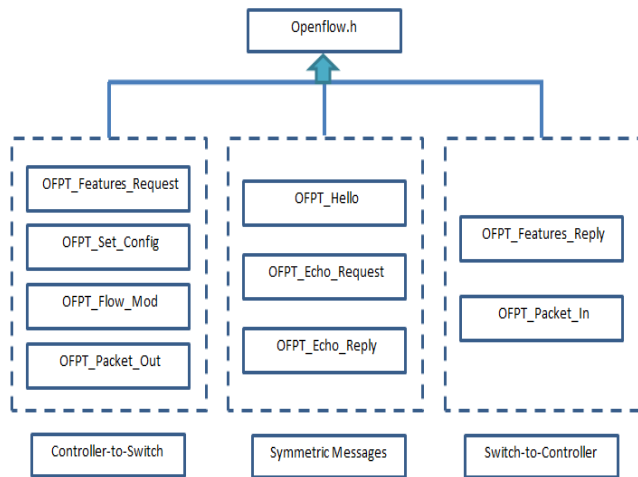 Openflow.h
OFPT_Features_Request
OFPT_Set_Config
OFPT_Flow_Mod
OFPT_Packet_Out
Controller-to-Switch
OFPT_Hello
OFPT_Echo_Request
OFPT_Echo_Reply
Symmetric Messages
OFPT_Features_Reply
OFPT_Packet_In
Switch-to-Controller